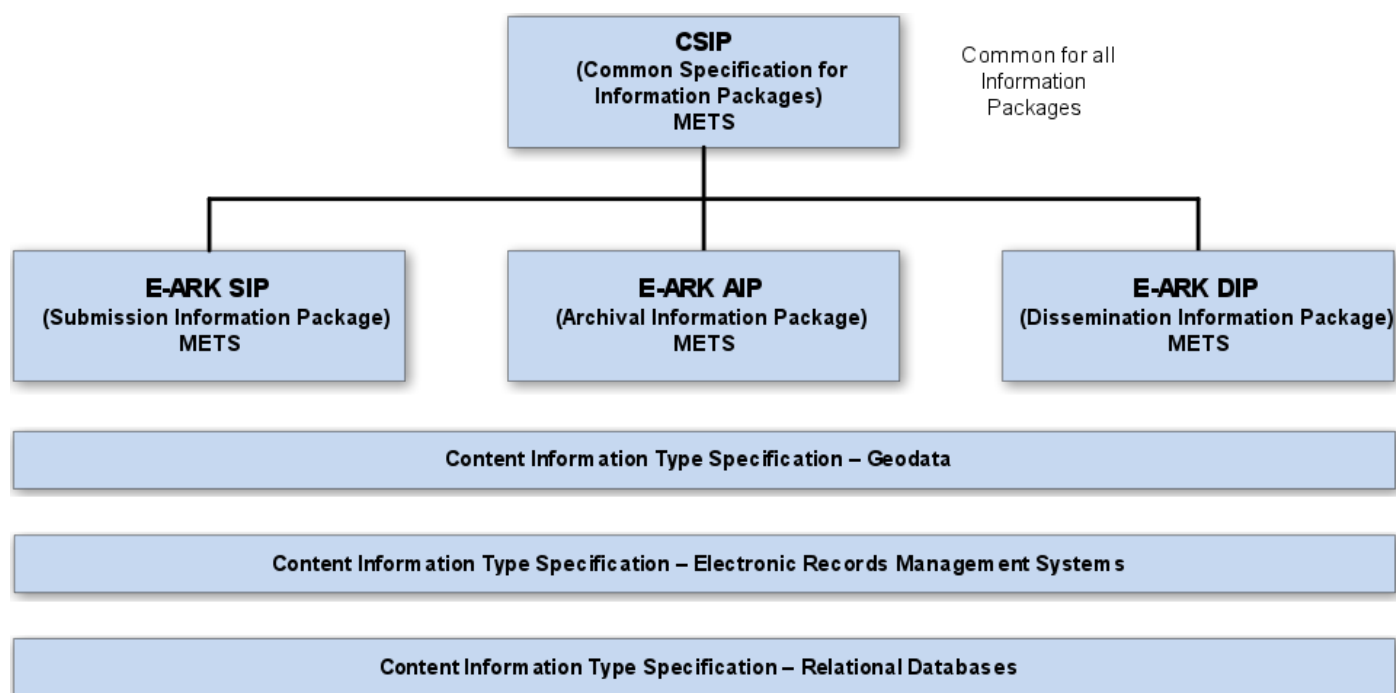 CSIP
(Common Specification for
Information Packages)
METS
Common for all
Information
Packages
E-ARK SIP
(Submission Information Package)
METS
E-ARK AIP
(Archival Information Package)
METS
E-ARK DIP
(Dissemination Information Package)
METS
Content Information Type Specification – Geodata
Content Information Type Specification – Electronic Records Management Systems
Content Information Type Specification – Relational Databases